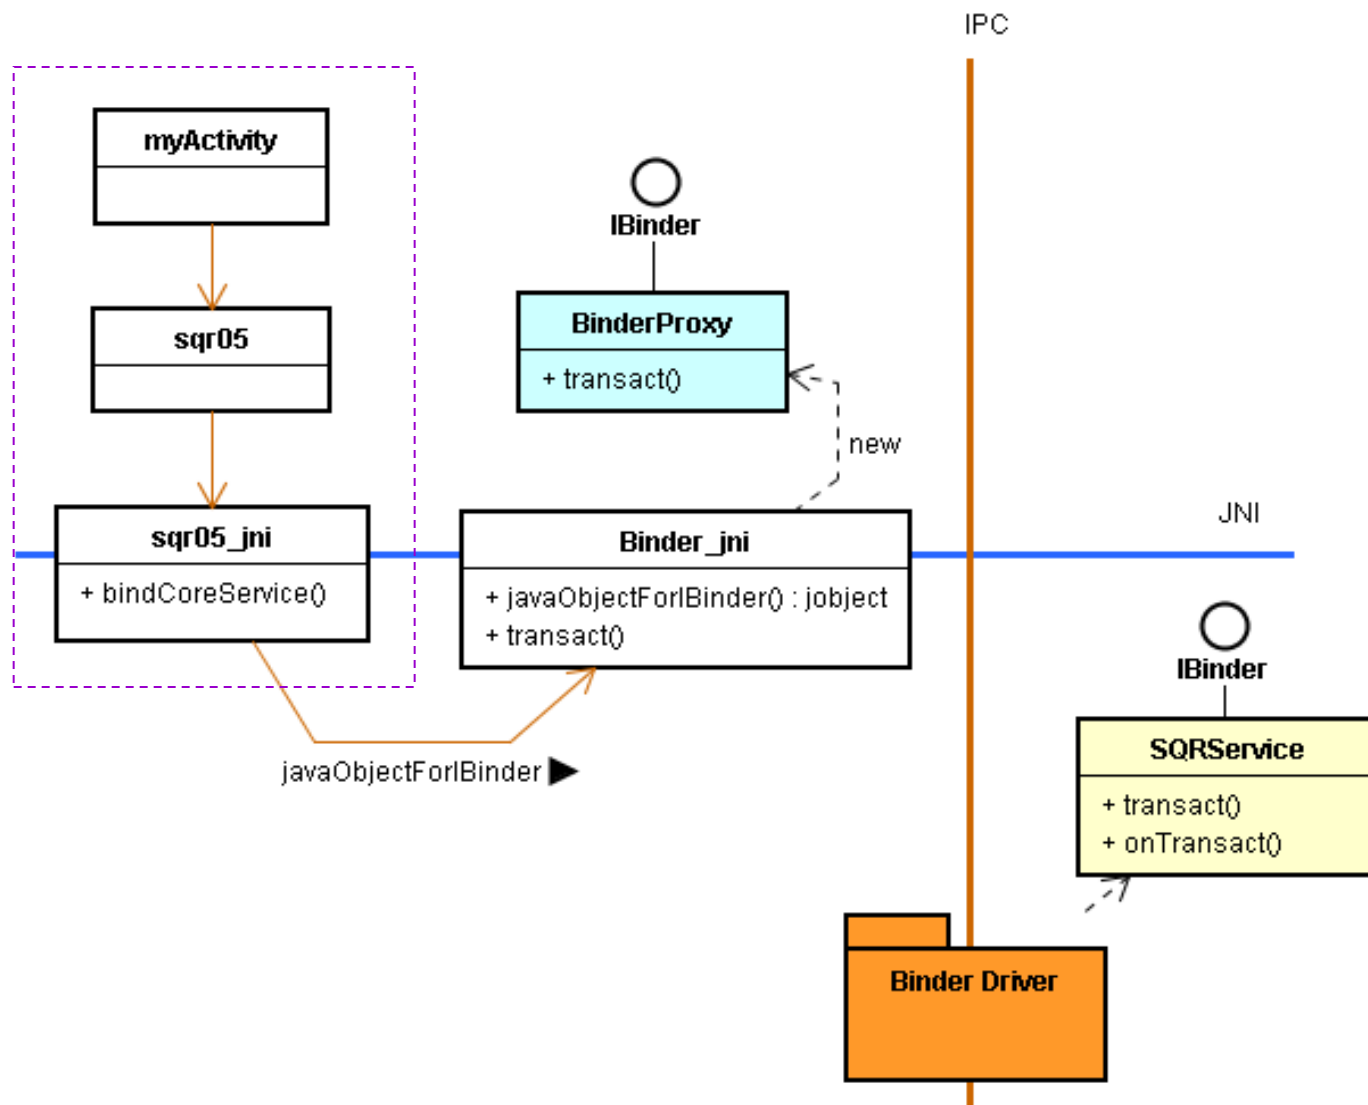 IPC
myActivity
IBinder
BinderProxy
+ transact()
sqr05
new
JNI
sqr05_jni
+ bindCoreService()
Binder_jni
+ javaObjectForIBinder() : jobject
+ transact()
IBinder
javaObjectForIBinder
SQRService
+ transact()
+ onTransact()
Binder Driver